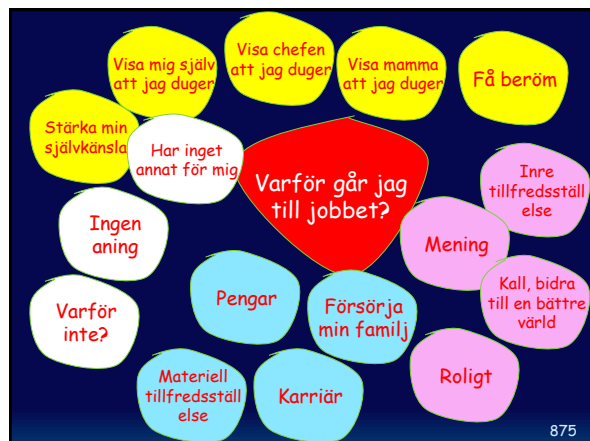 Visa mig själv
att jag duger
Visa chefen
att jag duger
Visa mamma
att jag duger
Få beröm
Stärka min
självkänsla
Har inget
annat för mig
Varför går jag
till jobbet?
Inre
tillfredsställ
else
Ingen
aning
Mening
Kall, bidra
till en bättre
värld
Varför
inte?
Pengar
Försörja
min familj
Roligt
Materiell
tillfredsställ
else
Karriär
875